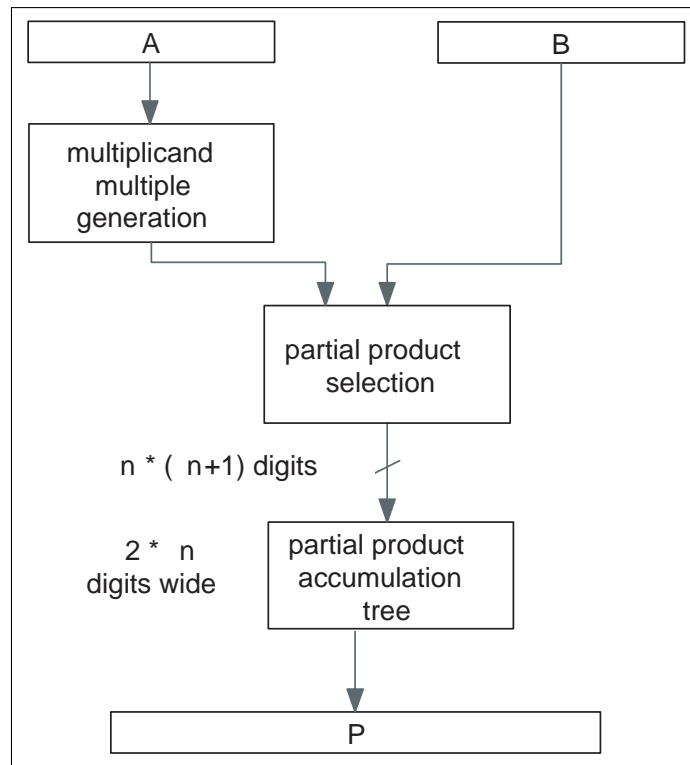 A
B
multiplicand
multiple
generation
partial product
selection
n * ( n+1) digits
2 * n
digits wide
partial product
accumulation
tree
P